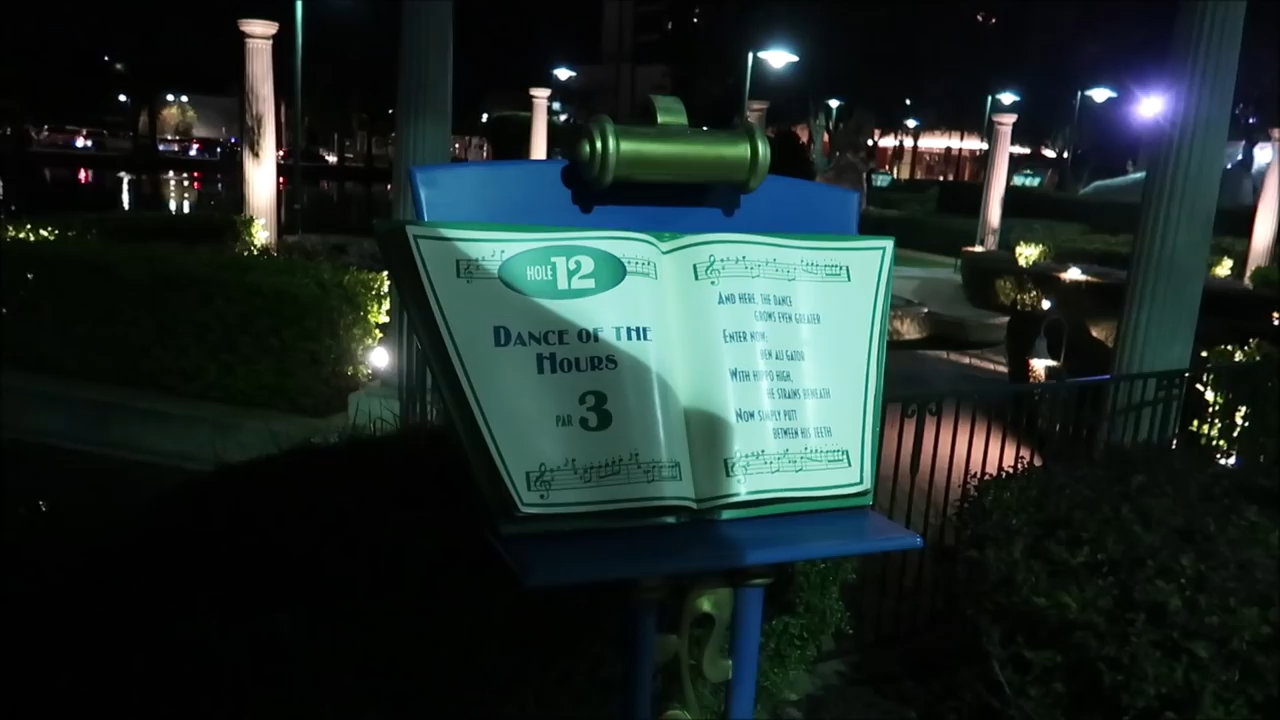 HOLE 12
DANCE OF THE
HOURS
PAR 3
AND HERE, THE DANCE
GROWS EVEN GREATER
ENTER NOW,
BEN ALI GATOR
WITH HIPPO HIGH,
HE STRAINS BENEATH
NOW SIMPLY PUTT
BETWEEN HIS TEETH